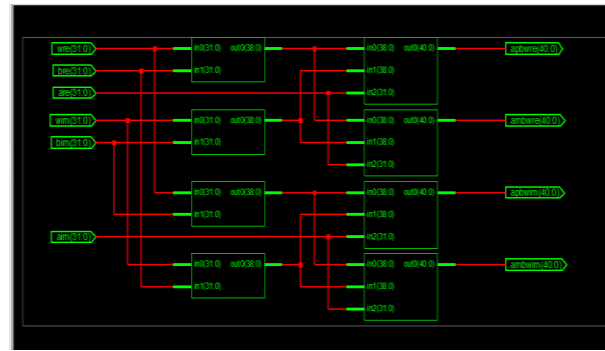 wre(31:0) in0(31:0) out0(38:0) in0(38:0) out0(40:0) apbwre(40:0)
bre(31:0) in1(31:0) in1(38:0)
are(31:0) in2(31:0)
wim(31:0) in0(31:0) out0(38:0) in0(38:0) out0(40:0) ambwre(40:0)
bim(31:0) in1(31:0) in1(38:0)
in2(31:0)
in0(31:0) out0(38:0) in0(38:0) out0(40:0) apbwim(40:0)
in1(31:0) in1(38:0)
aim(31:0) in2(31:0)
in0(31:0) out0(38:0) in0(38:0) out0(40:0) ambwim(40:0)
in1(31:0) in1(38:0)
in2(31:0)